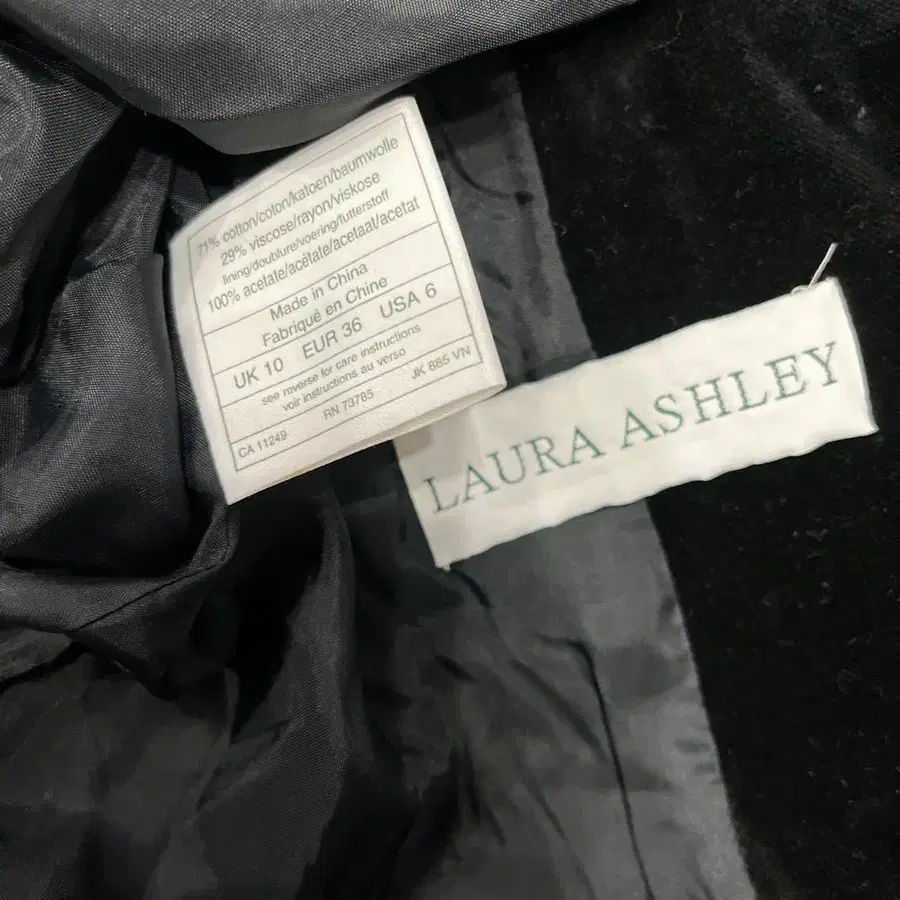 71% cotton/coton/katoen/baumwolle
29% viscose/rayon/viskose
lining/doublure/voering/futterstoff
100% acetate/acétate/acetaat/acetat
Made in China
Fabriqué en Chine
UK 10 EUR 36 USA 6
see reverse for care instructions
voir instructions au verso
CA 11249 RN 73785 JK 885 VN
LAURA ASHLEY